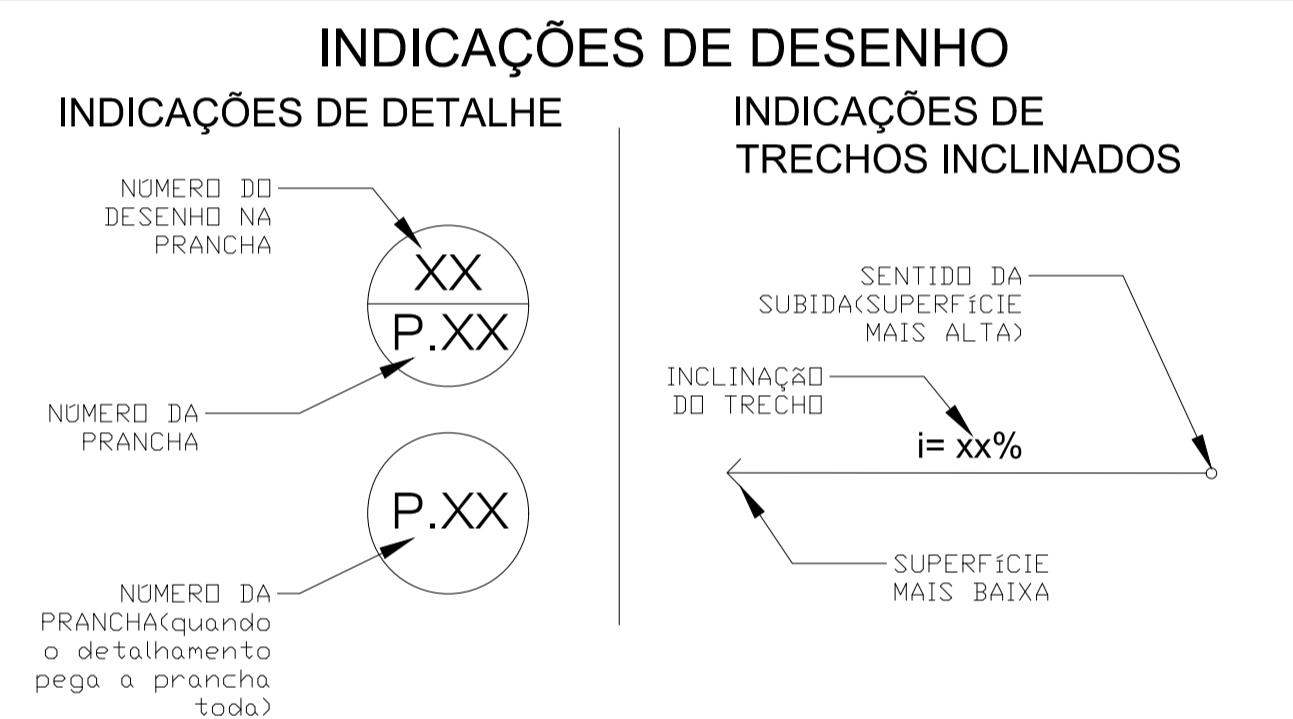 INDICAÇÕES DE DESENHO
INDICAÇÕES DE DETALHE
NÚMERO DO
DESENHO NA
PRANCHA
XX
P.XX
NÚMERO DA
PRANCHA
P.XX
NÚMERO DA
PRANCHA(quando
o detalhamento
pega a prancha
toda)
INDICAÇÕES DE
TRECHOS INCLINADOS
SENTIDO DA
SUBIDA(SUPERFíCIE
MAIS ALTA)
INCLINAÇÃO
DO TRECHO
i= xx%
SUPERFíCIE
MAIS BAIXA